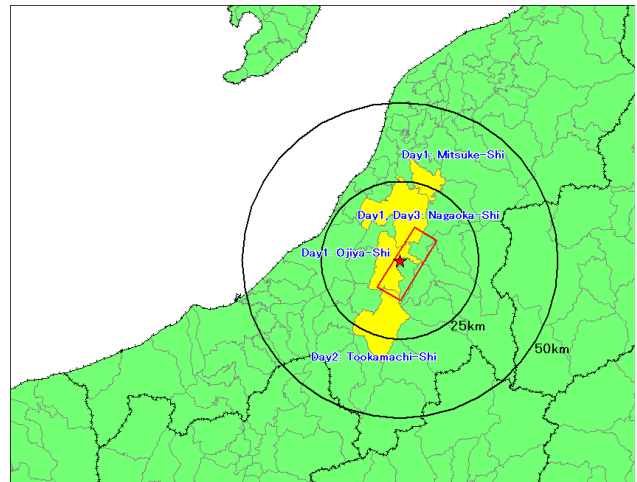 Day1: Mitsuke-Shi
Day1, Day3: Nagaoka-Shi
Day1: Ojiya-Shi
25km
50km
Day2: Tookamachi-Shi